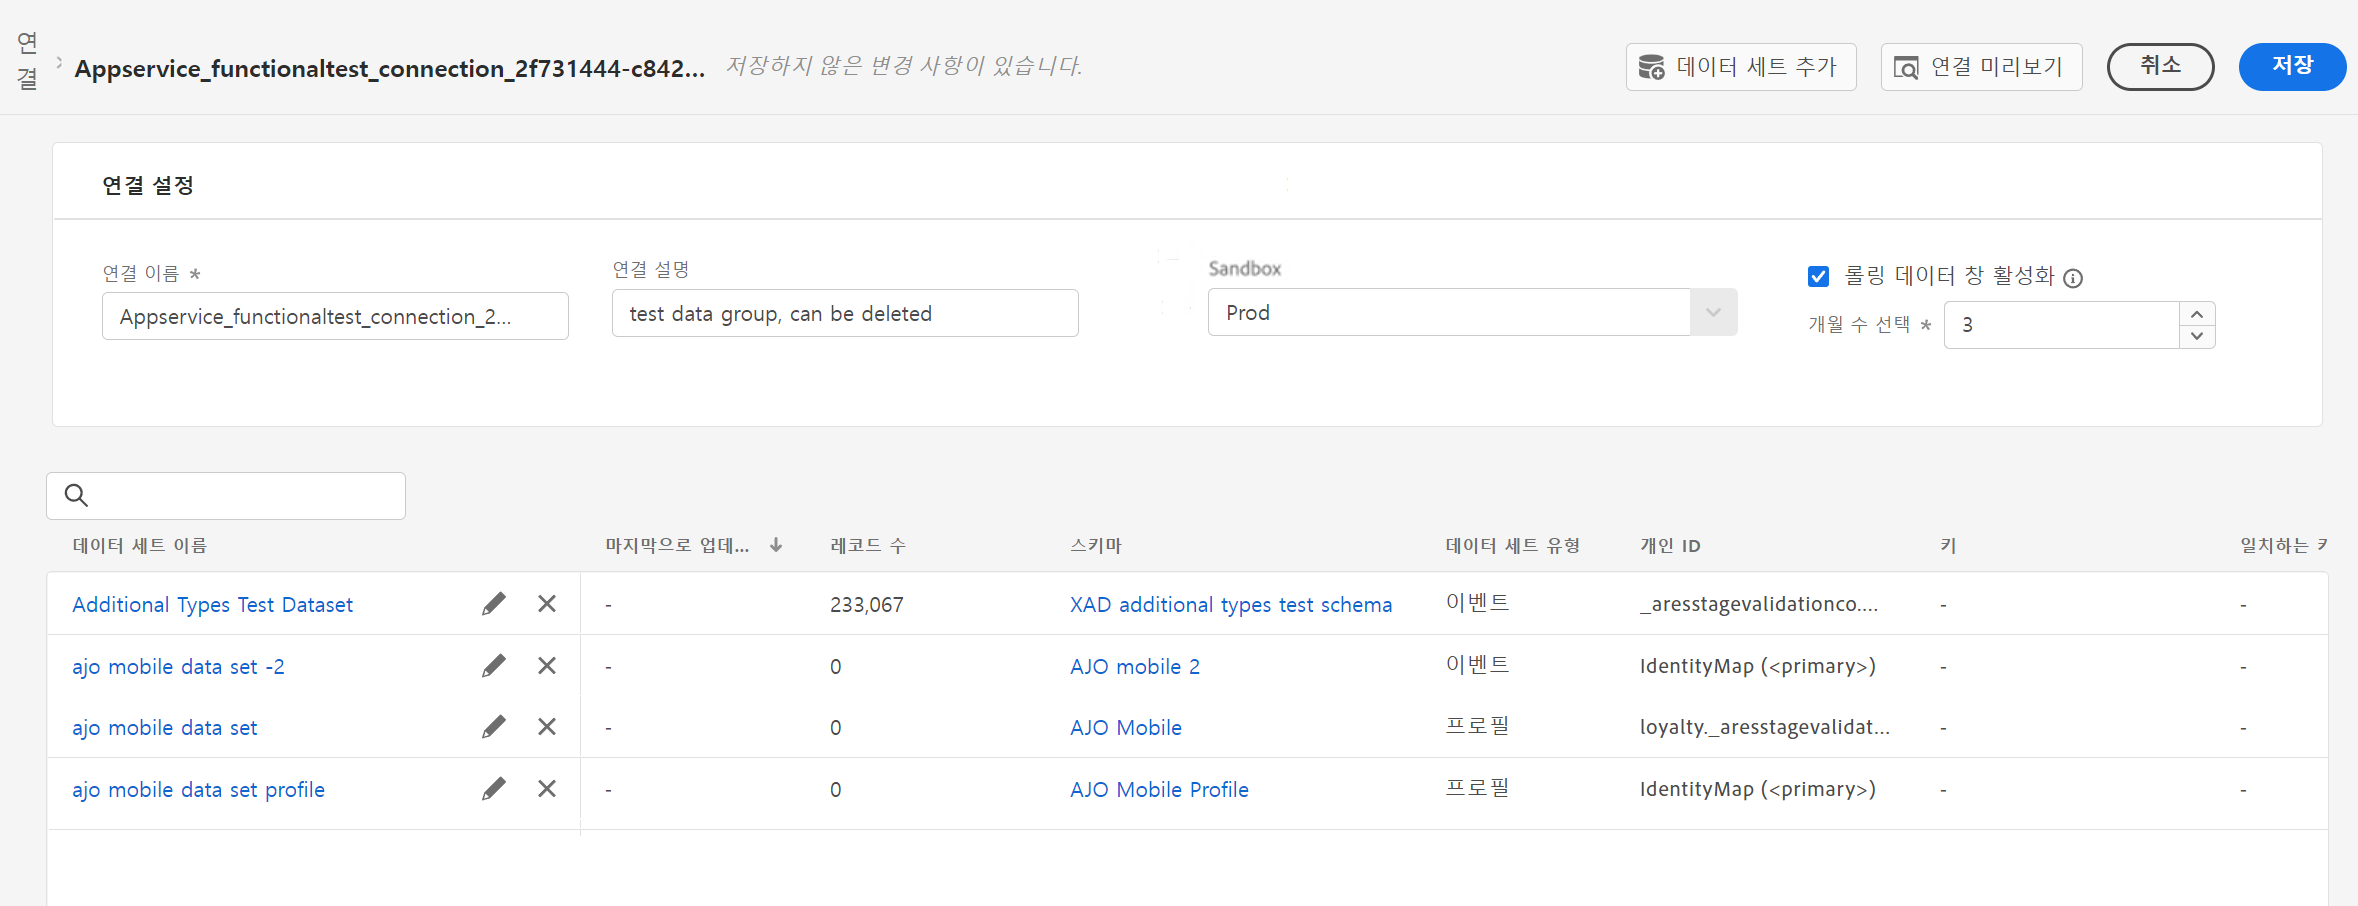 연결 > Appservice_functionaltest_connection_2f731444-c842... 저장하지 않은 변경 사항이 있습니다. 데이터 세트 추가 연결 미리보기 취소 저장
연결 설정
연결 이름 * 연결 설명 Sandbox 롤링 데이터 창 활성화
Appservice_functionaltest_connection_2... test data group, can be deleted Prod 개월 수 선택 * 3
데이터 세트 이름 마지막으로 업데... 레코드 수 스키마 데이터 세트 유형 개인 ID 키 일치하는 키
Additional Types Test Dataset - 233,067 XAD additional types test schema 이벤트 _aresstagevalidationco.... - -
ajo mobile data set -2 - 0 AJO mobile 2 이벤트 IdentityMap (<primary>) - -
ajo mobile data set - 0 AJO Mobile 프로필 loyalty._aresstagevalidat... - -
ajo mobile data set profile - 0 AJO Mobile Profile 프로필 IdentityMap (<primary>) - -